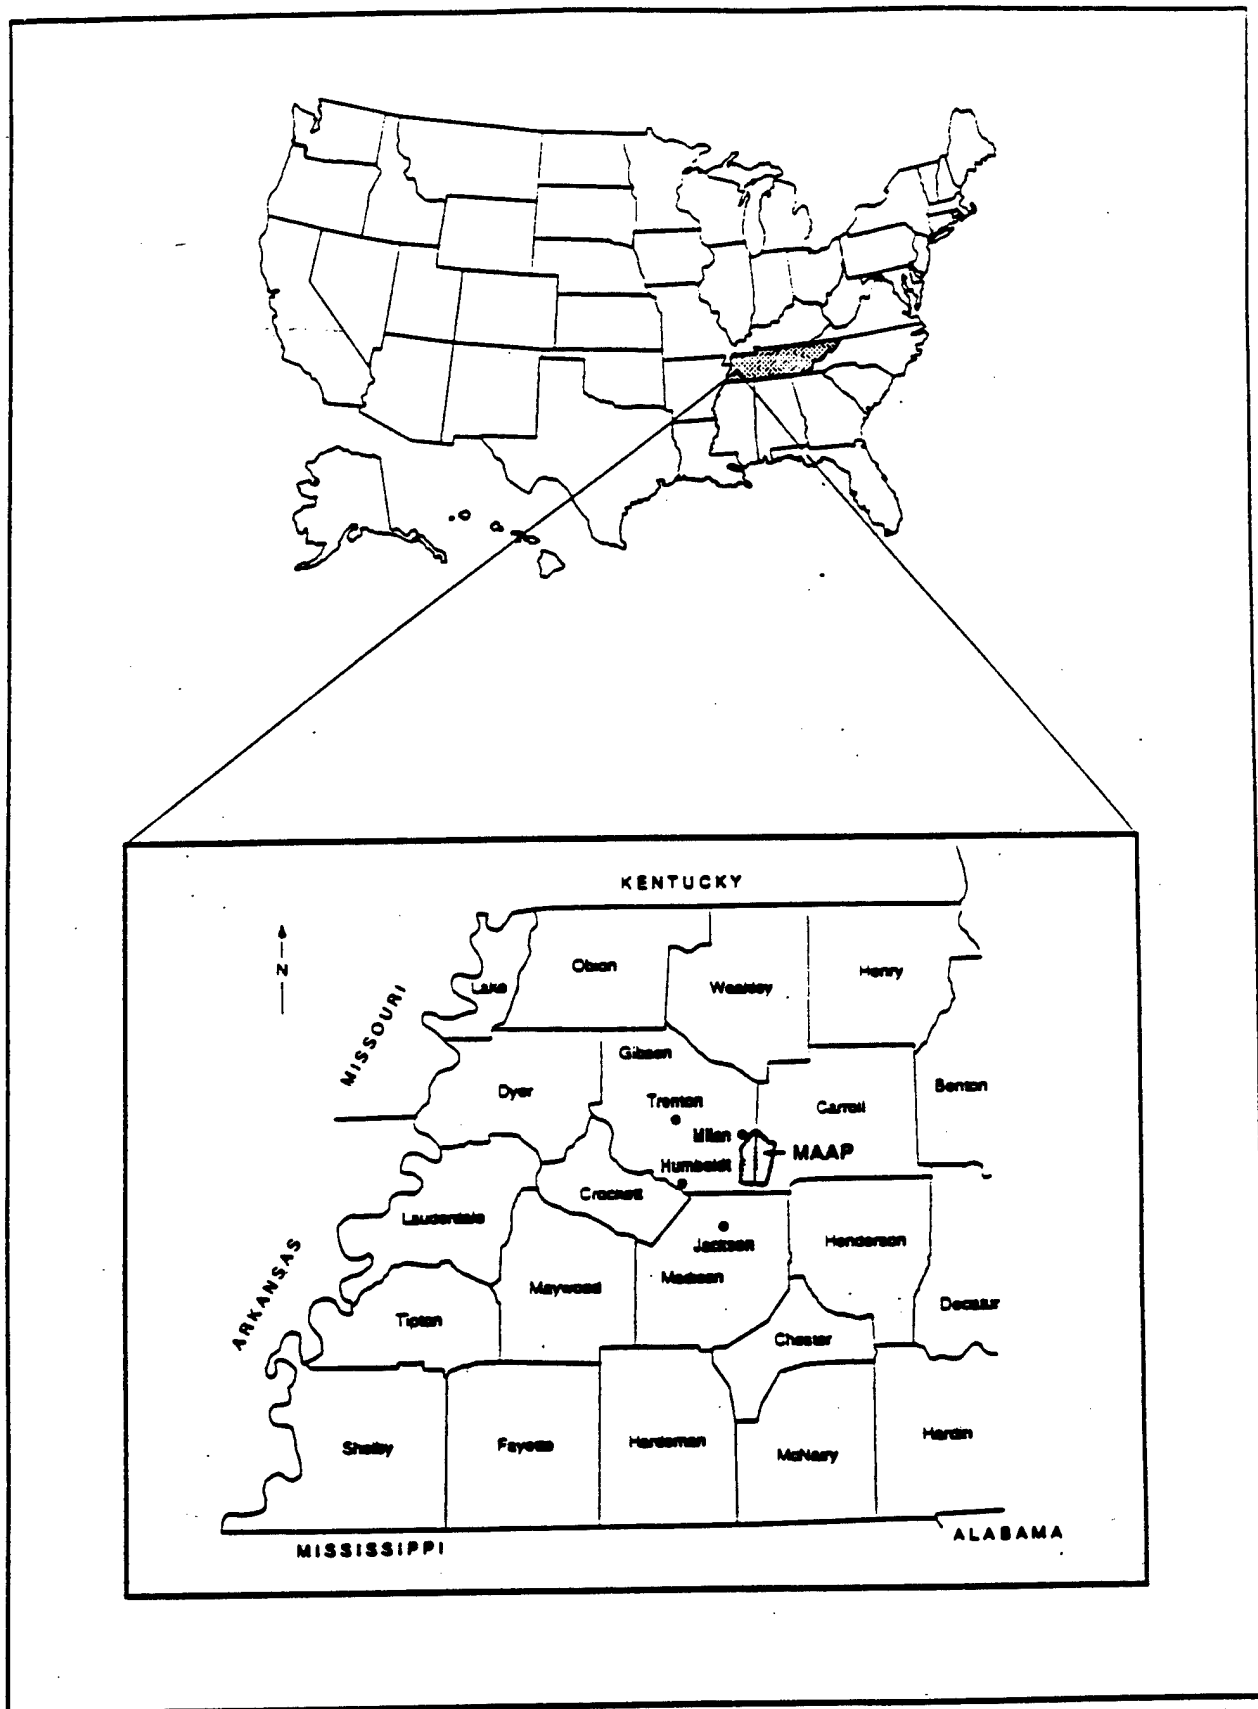 KENTUCKY
N
Obion
Henry
Lake
Weakley
MISSOURI
Gibson
Dyer
Benton
Trenton
Carroll
Milan
MAAP
Humboldt
Crockett
Lauderdale
Jackson
Henderson
ARKANSAS
Madison
Maywood
Decatur
Tipton
Chester
Shelby
Fayette
Hardeman
McNairy
Hardin
ALABAMA
MISSISSIPPI